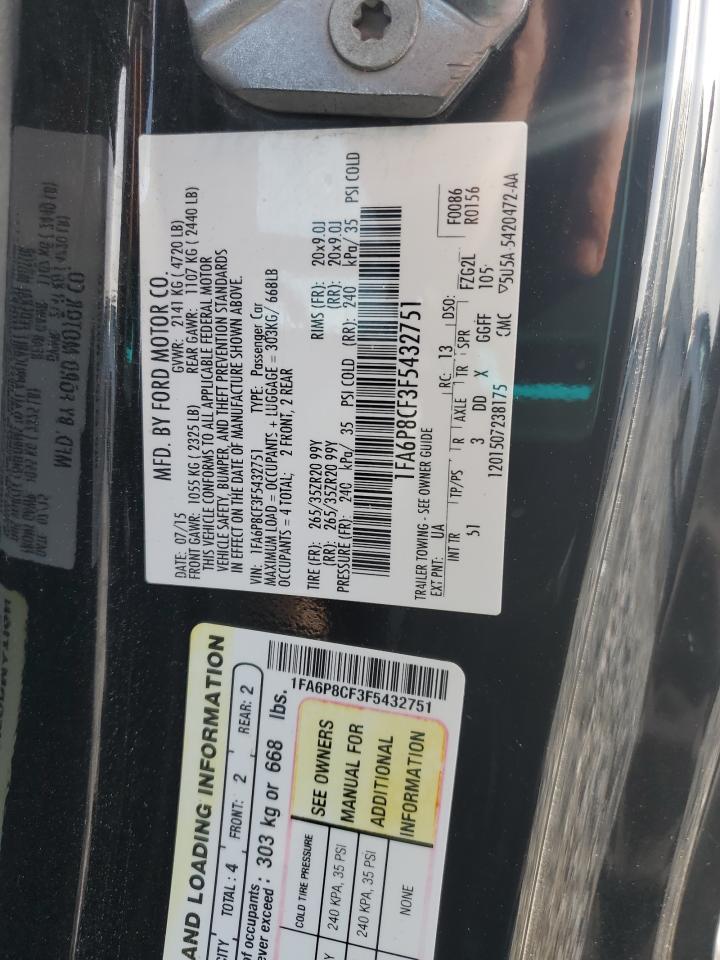 MFD. BY FORD MOTOR CO.
DATE: 07/15 GVWR: 2141 KG ( 4720 LB)
FRONT GAWR: 1055 KG ( 2325 LB) REAR GAWR: 1107 KG ( 2440 LB)
THIS VEHICLE CONFORMS TO ALL APPLICABLE FEDERAL MOTOR
VEHICLE SAFETY, BUMPER, AND THEFT PREVENTION STANDARDS
IN EFFECT ON THE DATE OF MANUFACTURE SHOWN ABOVE.
VIN: 1FA6P8CF3F5432751 TYPE: Passenger Car
MAXIMUM LOAD = OCCUPANTS + LUGGAGE = 303KG/ 668LB
OCCUPANTS = 4 TOTAL; 2 FRONT, 2 REAR
TIRE (FR): 265/35ZR20 99Y RIMS (FR): 20x9.0J
(RR): 265/35ZR20 99Y (RR): 20x9.0J
PRESSURE (FR): 240 kPa/ 35 PSI COLD (RR): 240 kPa/ 35 PSI COLD
1FA6P8CF3F5432751
TRAILER TOWING - SEE OWNER GUIDE F0086
EXT PNT: UA RC: 13 DSO: R0156
INT TR TP/PS R AXLE TR SPR FZG2L
51 3 DD X GGFF 105
1201507238175 CMC ▽5U5A-5420472-AA
AND LOADING INFORMATION
CITY TOTAL : 4 FRONT: 2 REAR: 2
of occupants
ever exceed : 303 kg or 668 lbs.
1FA6P8CF3F5432751
COLD TIRE PRESSURE
240 KPA, 35 PSI
240 KPA, 35 PSI
NONE
SEE OWNERS
MANUAL FOR
ADDITIONAL
INFORMATION